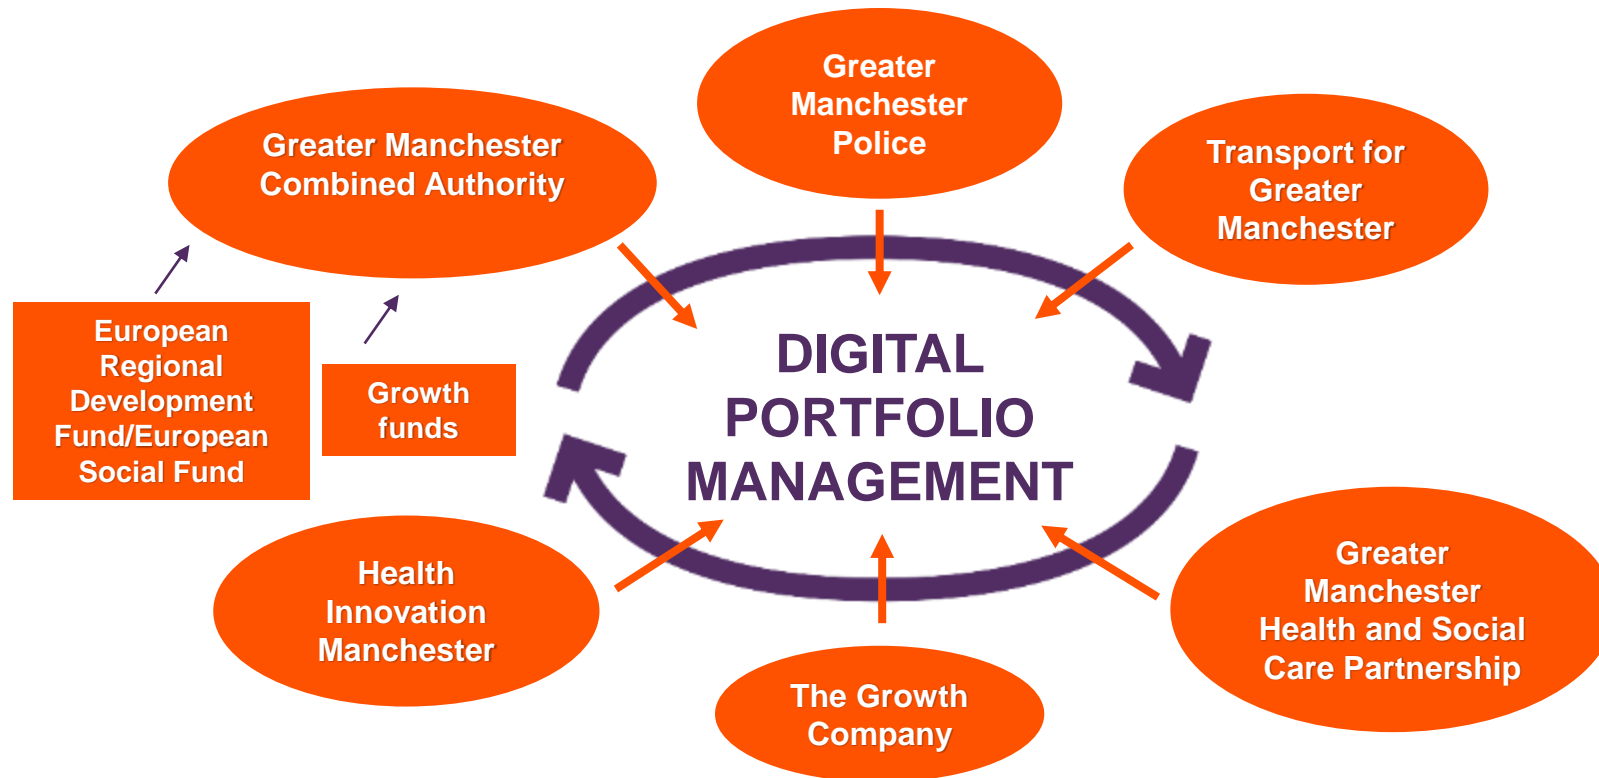 Greater
Manchester
Police
Greater Manchester
Combined Authority
Transport for
Greater
Manchester
European
Regional
Development
Fund/European
Social Fund
Growth
funds
DIGITAL
PORTFOLIO
MANAGEMENT
Health
Innovation
Manchester
The Growth
Company
Greater
Manchester
Health and Social
Care Partnership